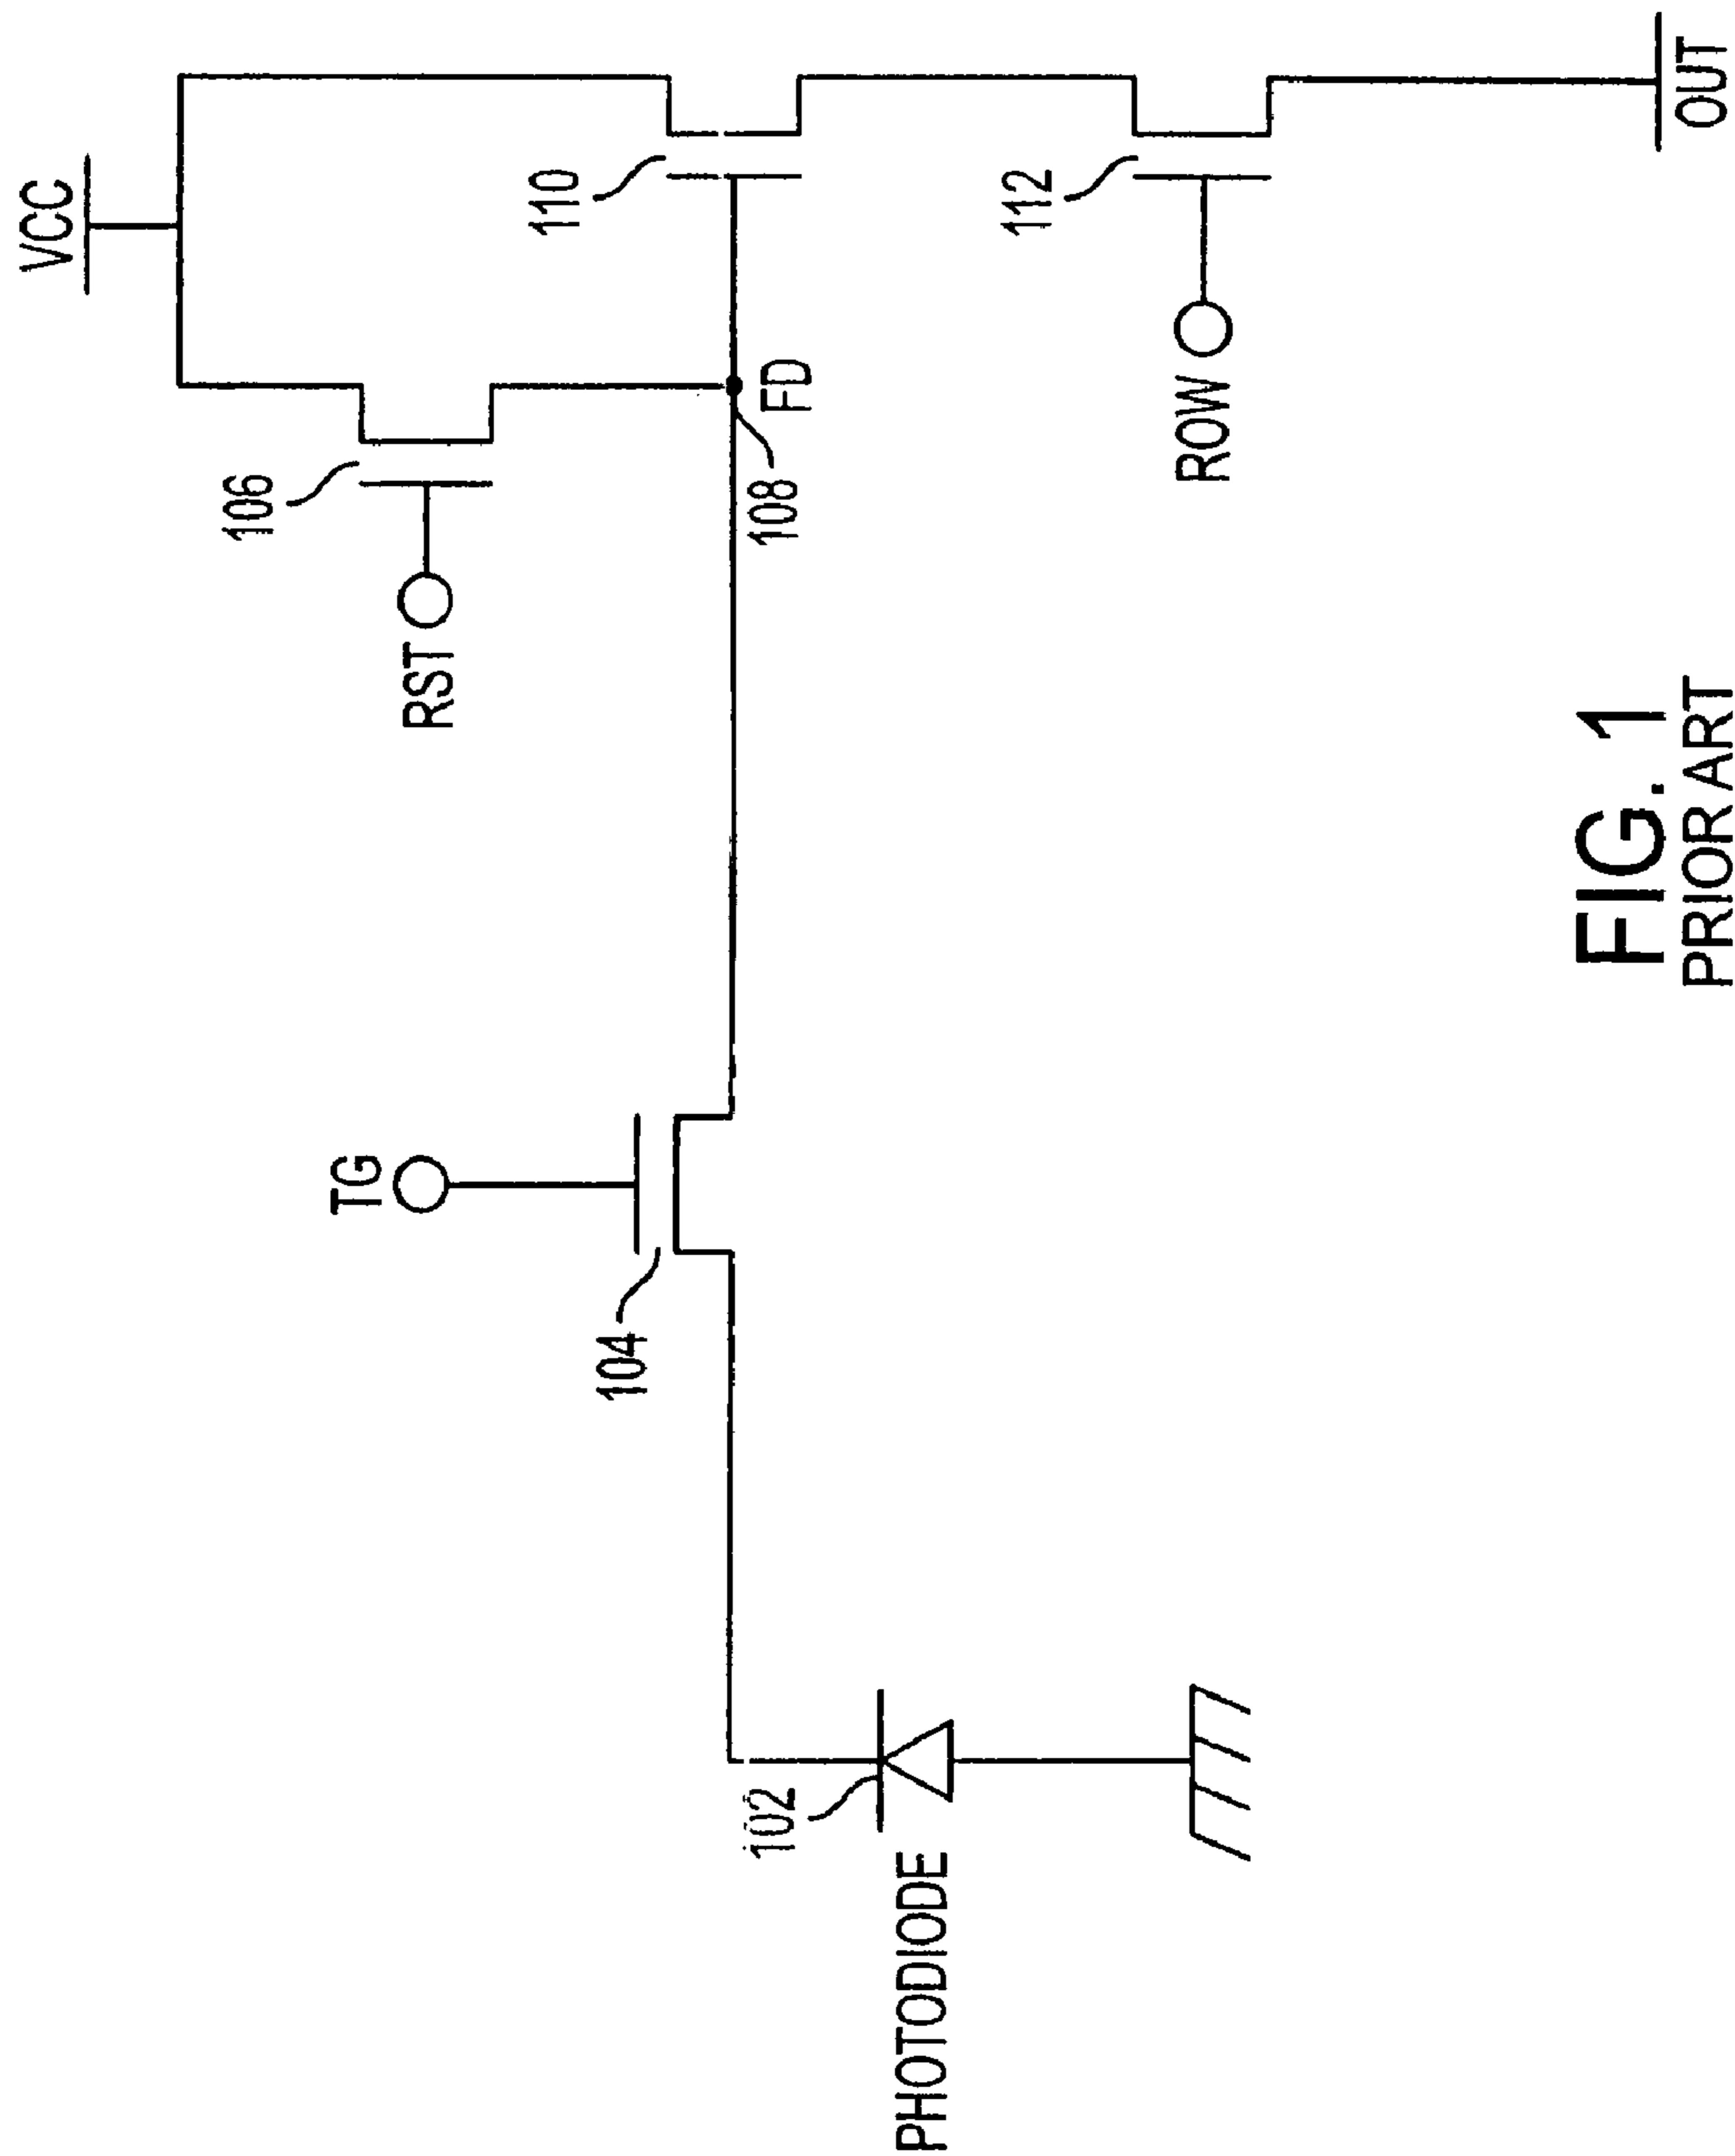 VCC
106
RST
110
TG
104
108
FD
102
PHOTODIODE
112
ROW
OUT
FIG. 1
PRIOR ART